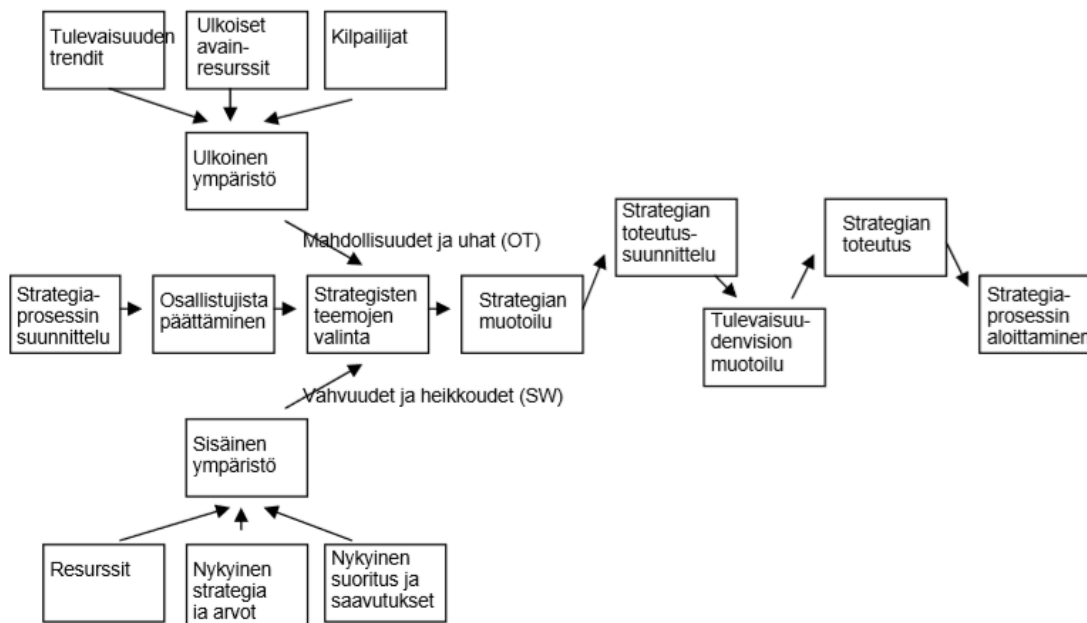 Tulevaisuuden
trendit
Ulkoiset
avain-
resurssit
Kilpailijat
Ulkoinen
ympäristö
Mahdollisuudet ja uhat (OT)
Strategia-
prosessin
suunnittelu
Osallistujista
päättäminen
Strategisten
teemojen
valinta
Strategian
muotoilu
Strategian
toteutus-
suunnittelu
Tulevaisuu-
denvision
muotoilu
Strategian
toteutus
Strategia-
prosessin
aloittaminen
Vahvuudet ja heikkoudet (SW)
Sisäinen
ympäristö
Resurssit
Nykyinen
strategia
ja arvot
Nykyinen
suoritus ja
saavutukset